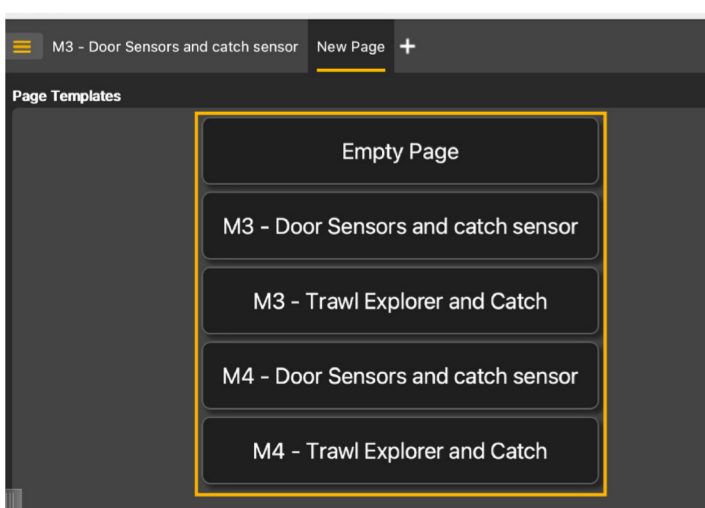 M3 - Door Sensors and catch sensor New Page +
Page Templates
Empty Page
M3 - Door Sensors and catch sensor
M3 - Trawl Explorer and Catch
M4 - Door Sensors and catch sensor
M4 - Trawl Explorer and Catch